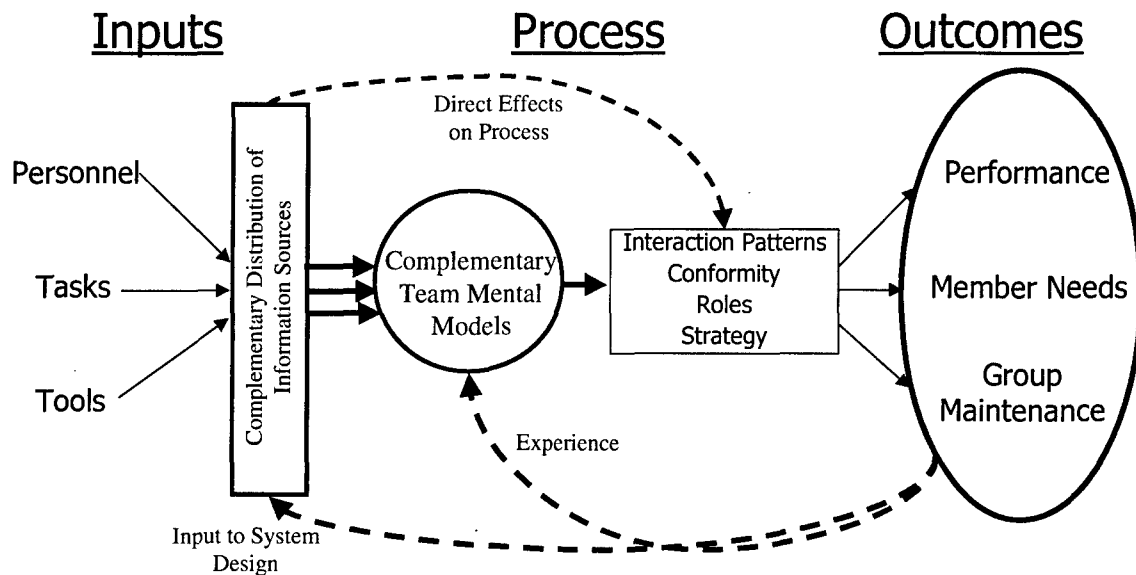 Inputs
Process
Outcomes
Direct Effects
on Process
Personnel
Tasks
Tools
Complementary Distribution of
Information Sources
Complementary
Team Mental
Models
Interaction Patterns
Conformity
Roles
Strategy
Performance
Member Needs
Group
Maintenance
Experience
Input to System
Design